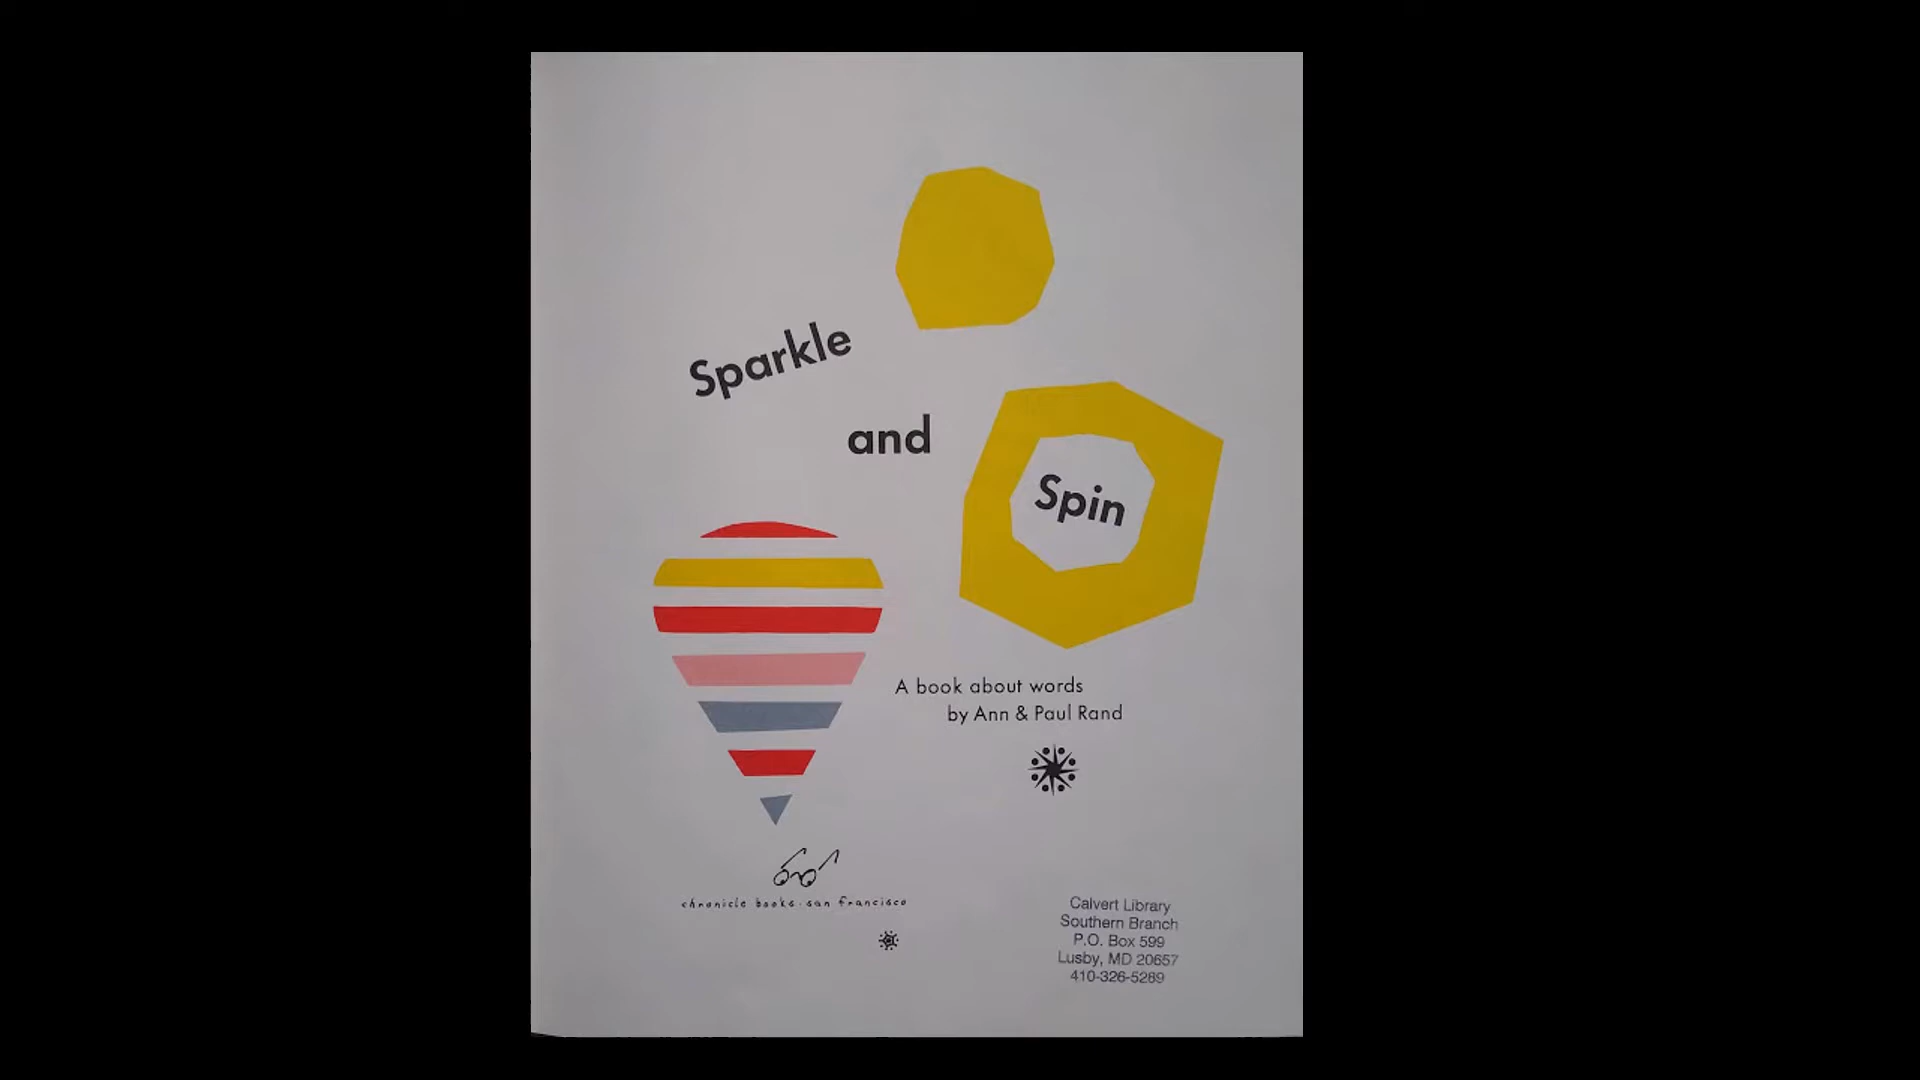 Sparkle
and
Spin
A book about words
by Ann & Paul Rand
chronicle books · san francisco
Calvert Library
Southern Branch
P.O. Box 599
Lusby, MD 20657
410-326-5289